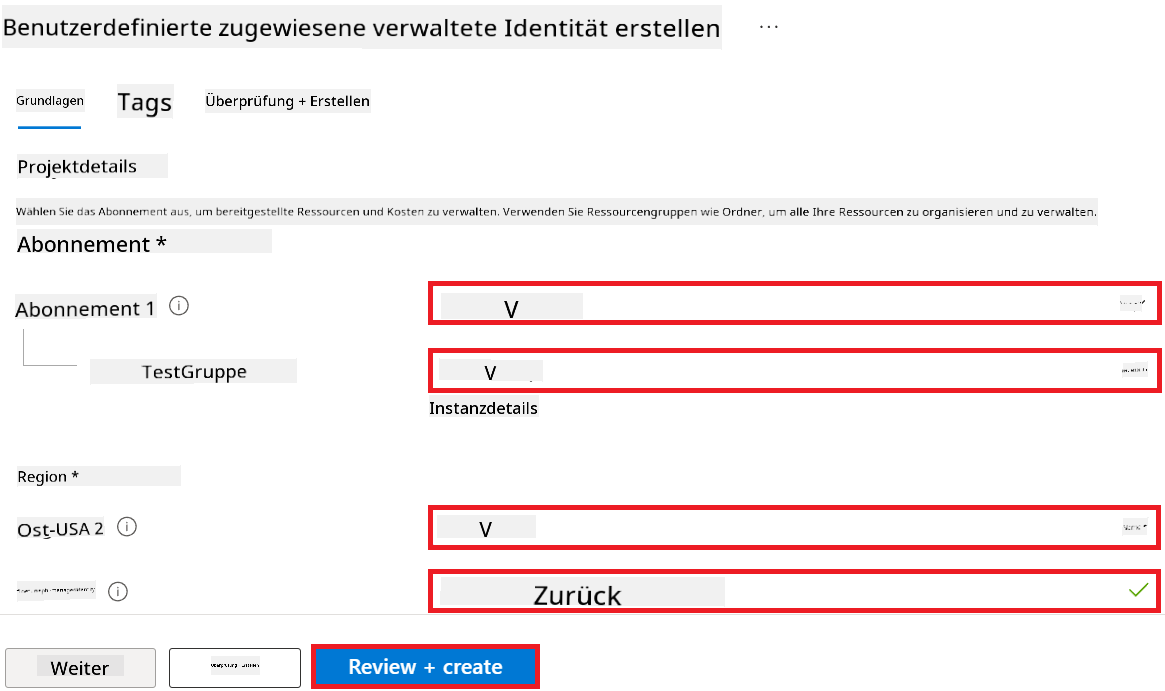 Benutzerdefinierte zugewiesene verwaltete Identität erstellen ...
Grundlagen Tags Überprüfung + Erstellen
Projektdetails
Wählen Sie das Abonnement aus, um bereitgestellte Ressourcen und Kosten zu verwalten. Verwenden Sie Ressourcengruppen wie Ordner, um alle Ihre Ressourcen zu organisieren und zu verwalten.
Abonnement *
Abonnement 1 V
TestGruppe V
Instanzdetails
Region *
Ost-USA 2 V
Zurück
Weiter Review + create